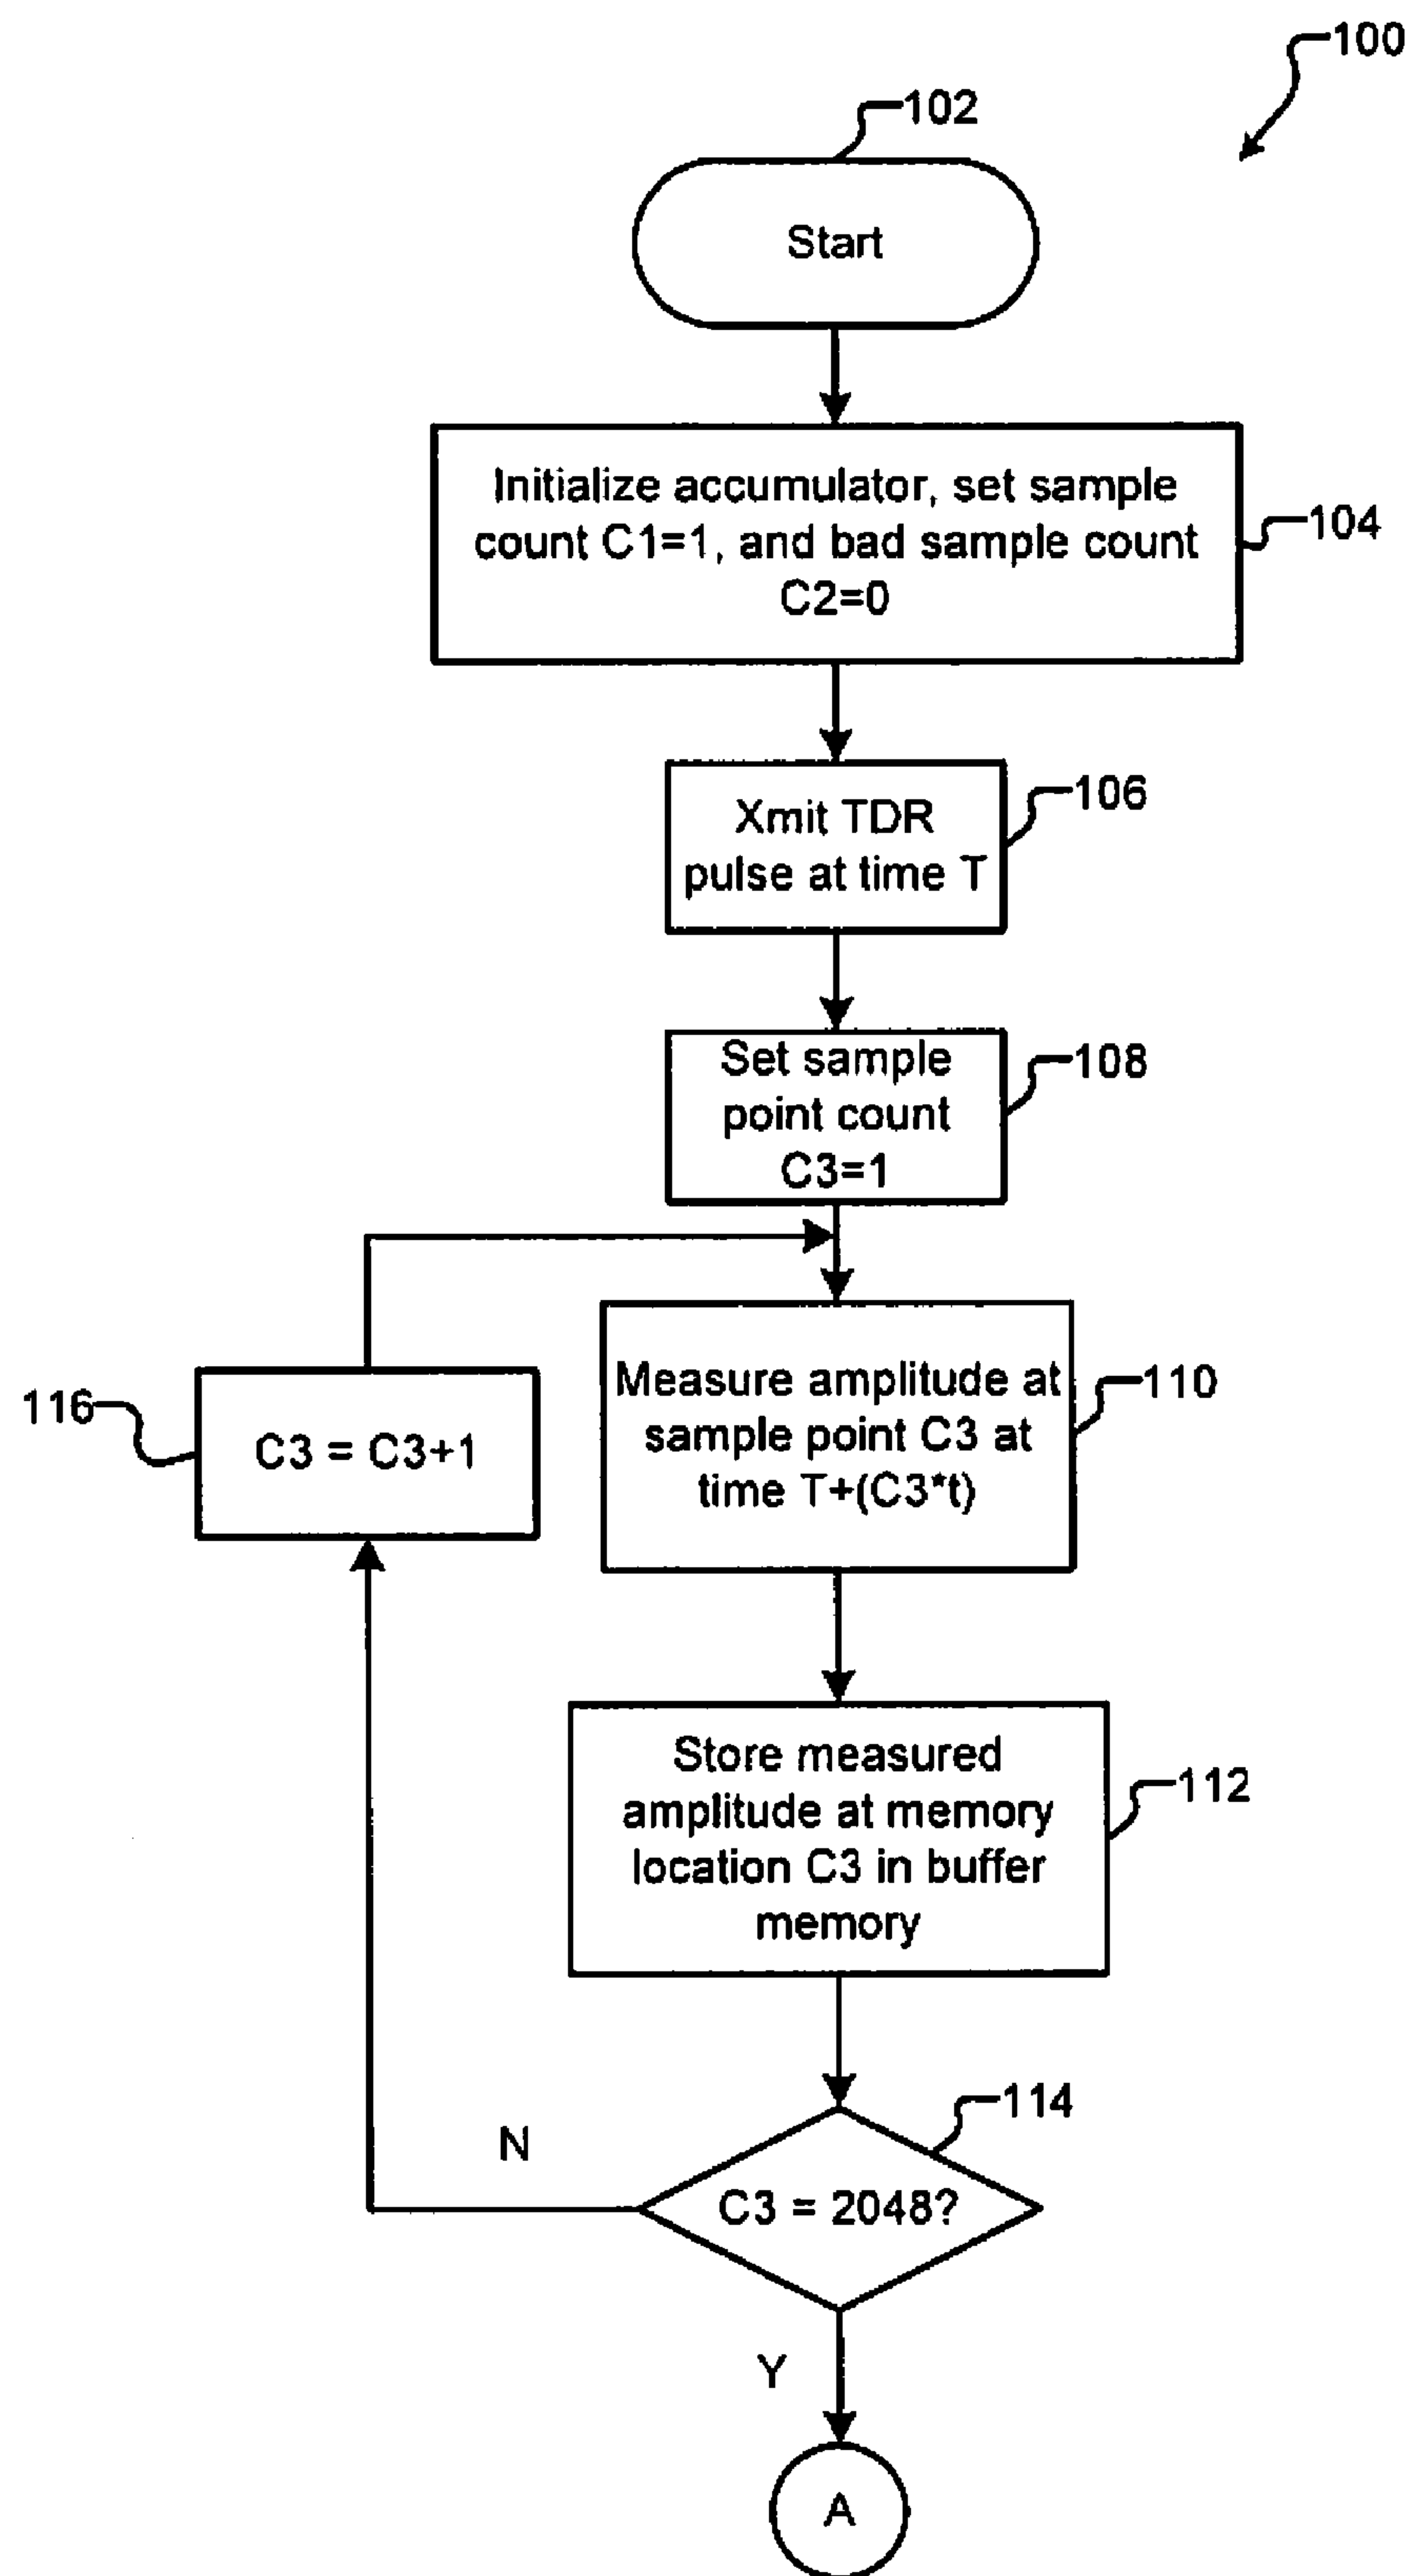 100
102
Start
Initialize accumulator, set sample
count C1=1, and bad sample count
C2=0
104
Xmit TDR
pulse at time T
106
Set sample
point count
C3=1
108
Measure amplitude at
sample point C3 at
time T+(C3*t)
110
116
C3 = C3+1
Store measured
amplitude at memory
location C3 in buffer
memory
112
114
N
C3 = 2048?
Y
A